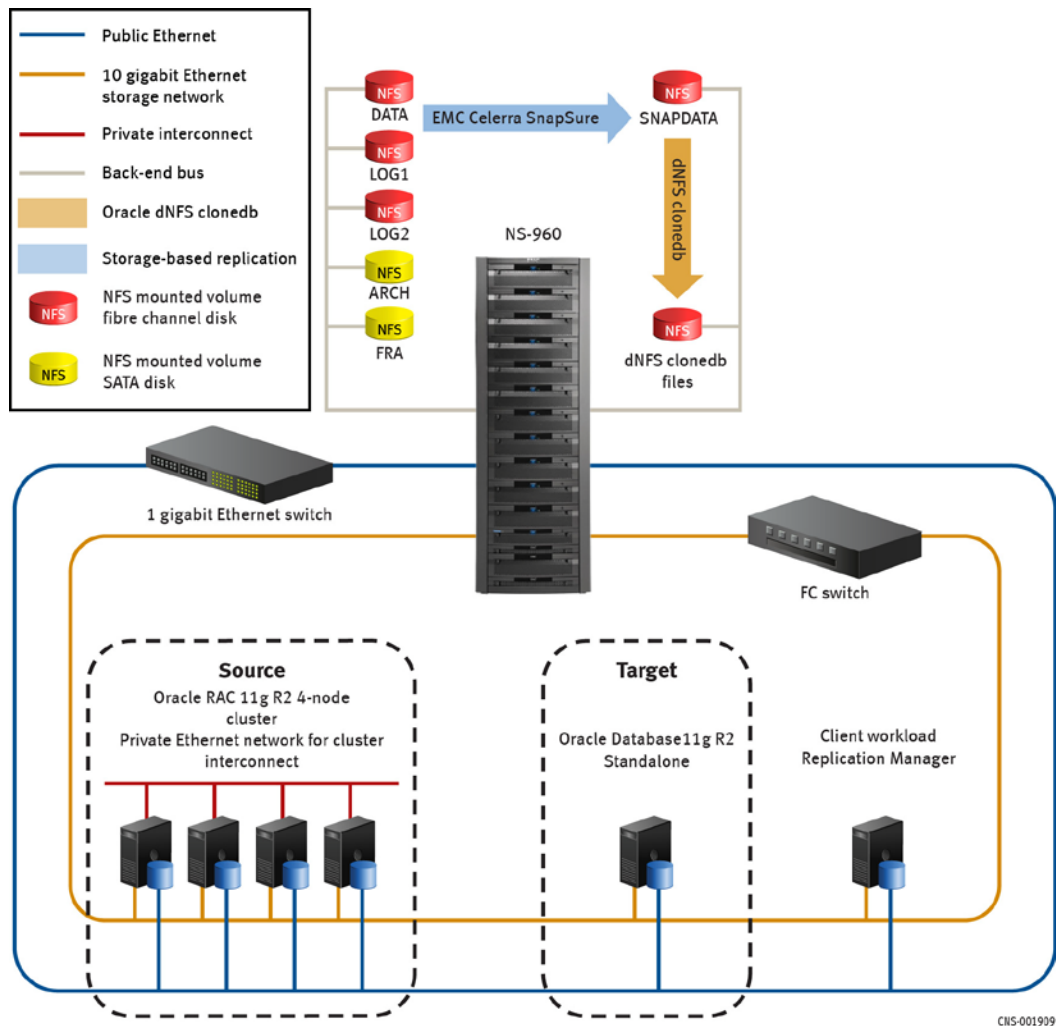 Public Ethernet
10 gigabit Ethernet
storage network
Private interconnect
Back-end bus
Oracle dNFS clonedb
Storage-based replication
NFS
NFS mounted volume
fibre channel disk
NFS
NFS mounted volume
SATA disk
NFS
DATA
EMC Celerra SnapSure
NFS
SNAPDATA
NFS
LOG1
NFS
LOG2
NFS
ARCH
NFS
FRA
dNFS clonedb
NFS
dNFS clonedb
files
NS-960
1 gigabit Ethernet switch
FC switch
Source
Oracle RAC 11g R2 4-node
cluster
Private Ethernet network for cluster
interconnect
Target
Oracle Database11g R2
Standalone
Client workload
Replication Manager
CNS-001909